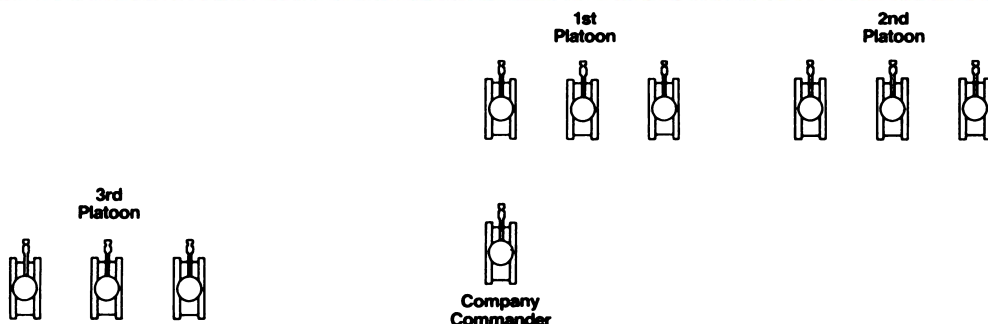 1st
Platoon
2nd
Platoon
3rd
Platoon
Company
Commander